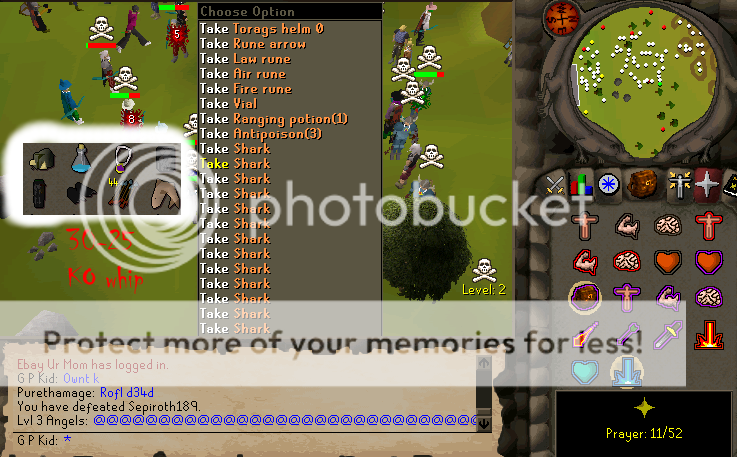 Choose Option
Take Torags helm 0
Take Rune arrow
Take Law rune
Take Air rune
Take Fire rune
Take Vial
Take Ranging potion(1)
Take Antipoison(3)
Take Shark
Take Shark
Take Shark
Take Shark
Take Shark
Take Shark
Take Shark
Take Shark
Take Shark
Take Shark
Take Shark
Take Shark
Take Shark
5
8
44
30-25
KO whip
photobucket
Level: 2
Protect more of your memories for less!
Ebay Ur Mom has logged in.
G P Kid: Ownt k
Purethamage: Rofl d34d
You have defeated Sepiroth189.
Lvl 3 Angels: @@@@@@@@@@@@@@@@@@@@@@@@@@@@@@@@
G P Kid: *
Prayer: 11/52